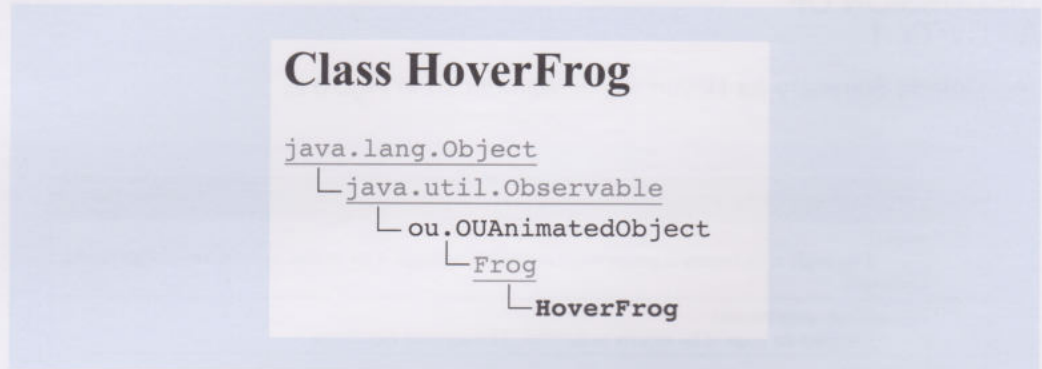 Class HoverFrog
java.lang.Object
java.util.Observable
ou.OUAnimatedObject
Frog
HoverFrog